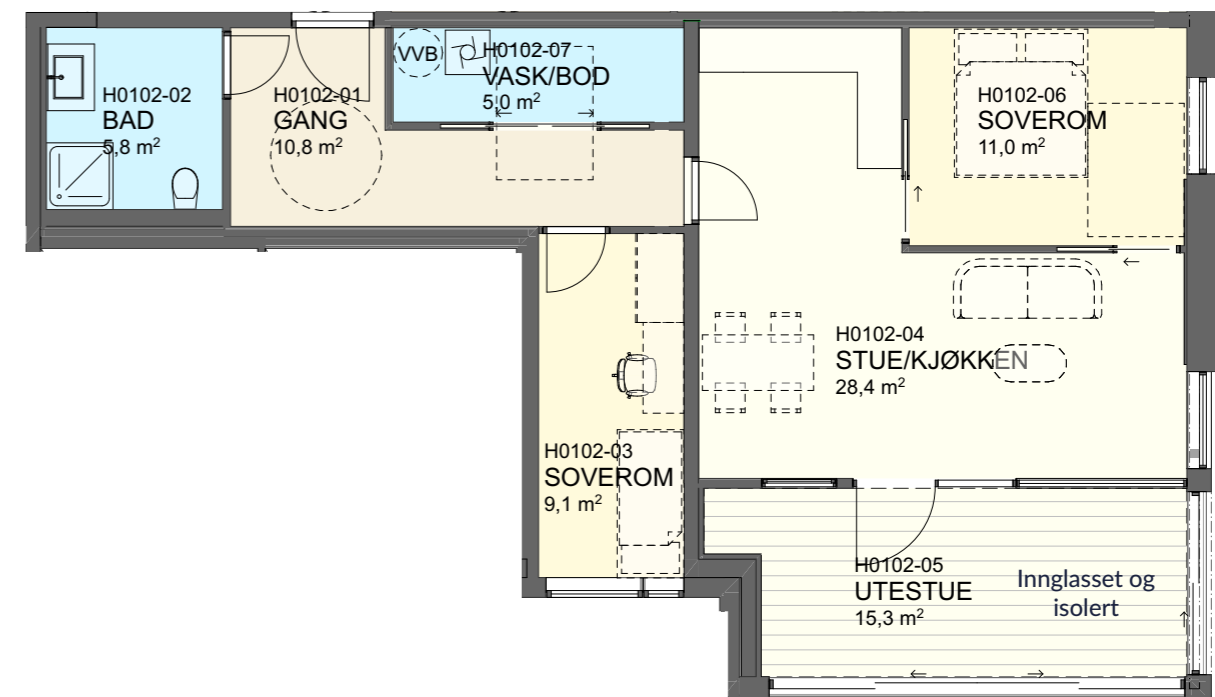 H0102-02
BAD
5,8 m²
H0102-01
GANG
10,8 m²
VVB
H0102-07
VASK/BOD
5,0 m²
H0102-06
SOVEROM
11,0 m²
H0102-04
STUE/KJØKKEN
28,4 m²
H0102-03
SOVEROM
9,1 m²
H0102-05
UTESTUE
15,3 m²
Innglasset og
isolert